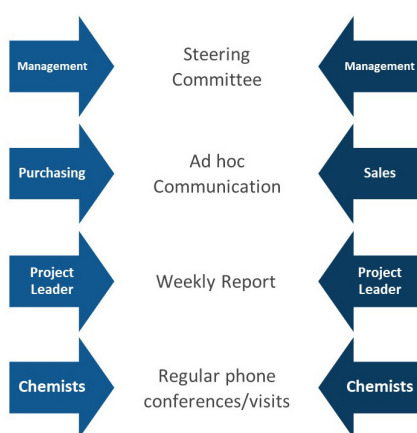 Management
Steering
Committee
Management
Purchasing
Ad hoc
Communication
Sales
Project
Leader
Weekly Report
Project
Leader
Chemists
Regular phone
conferences/visits
Chemists